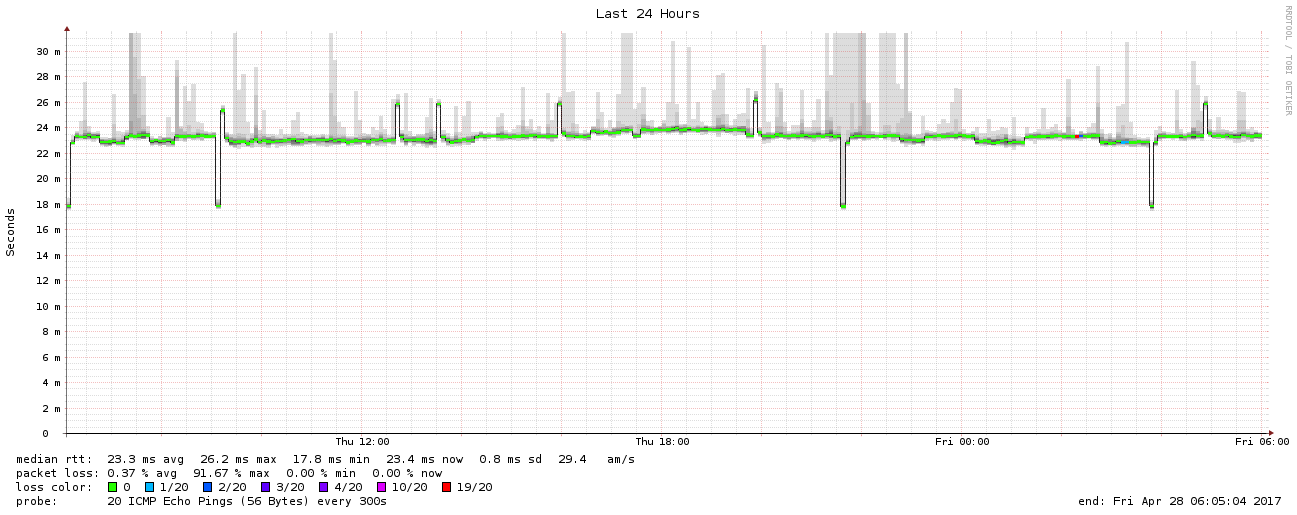 Last 24 Hours
RRDTOOL / TOBI OETIKER
Seconds
30 m
28 m
26 m
24 m
22 m
20 m
18 m
16 m
14 m
12 m
10 m
8 m
6 m
4 m
2 m
0
Thu 12:00 Thu 18:00 Fri 00:00 Fri 06:00
median rtt: 23.3 ms avg 26.2 ms max 17.8 ms min 23.4 ms now 0.8 ms sd 29.4 am/s
packet loss: 0.37 % avg 91.67 % max 0.00 % min 0.00 % now
loss color: 0 1/20 2/20 3/20 4/20 10/20 19/20
probe: 20 ICMP Echo Pings (56 Bytes) every 300s end: Fri Apr 28 06:05:04 2017